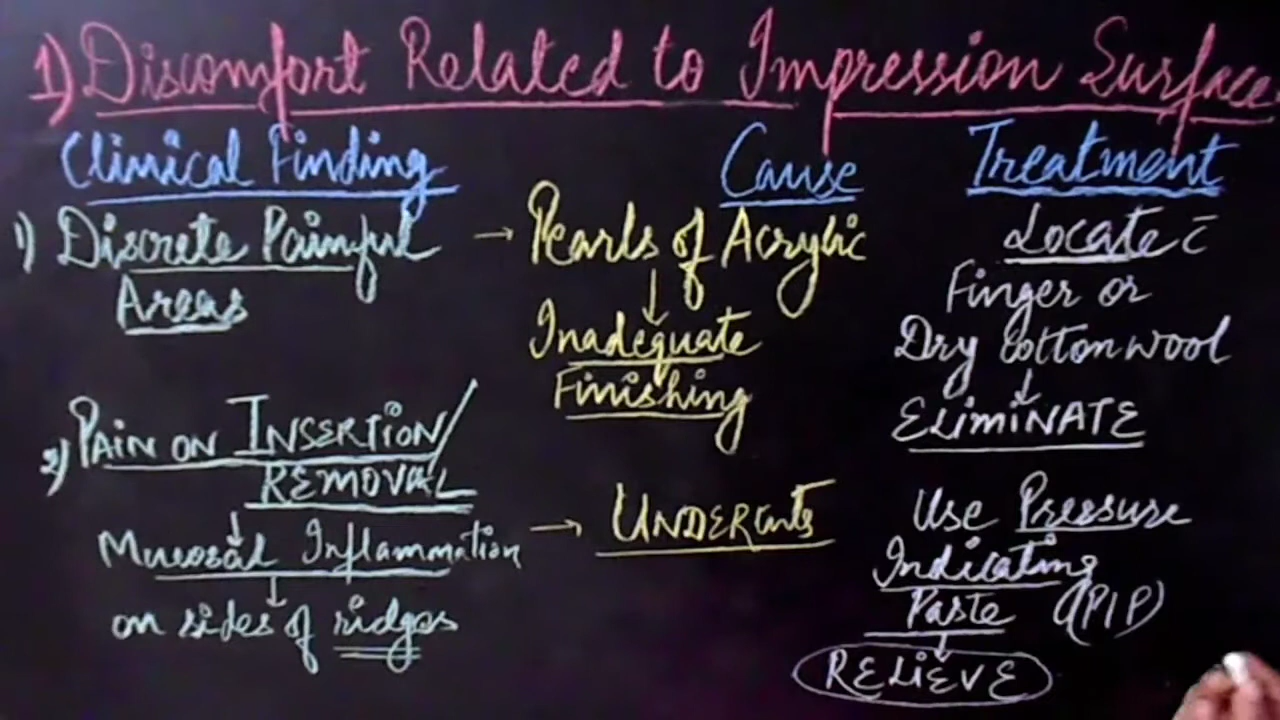 1) Discomfort Related to Impression Surface
Clinical Finding
Cause
Treatment
1) Discrete Painful
Areas
→ Pearls of Acrylic
↓
Inadequate
Finishing
Locate c̄
Finger or
Dry Cotton wool
↓
ELIMINATE
2) PAIN ON INSERTION/
REMOVAL
↓
Mucosal Inflammation
↓
on sides of ridges
→ UNDERcuts
Use Pressure
Indicating
Paste (PIP)
↓
RELIEVE